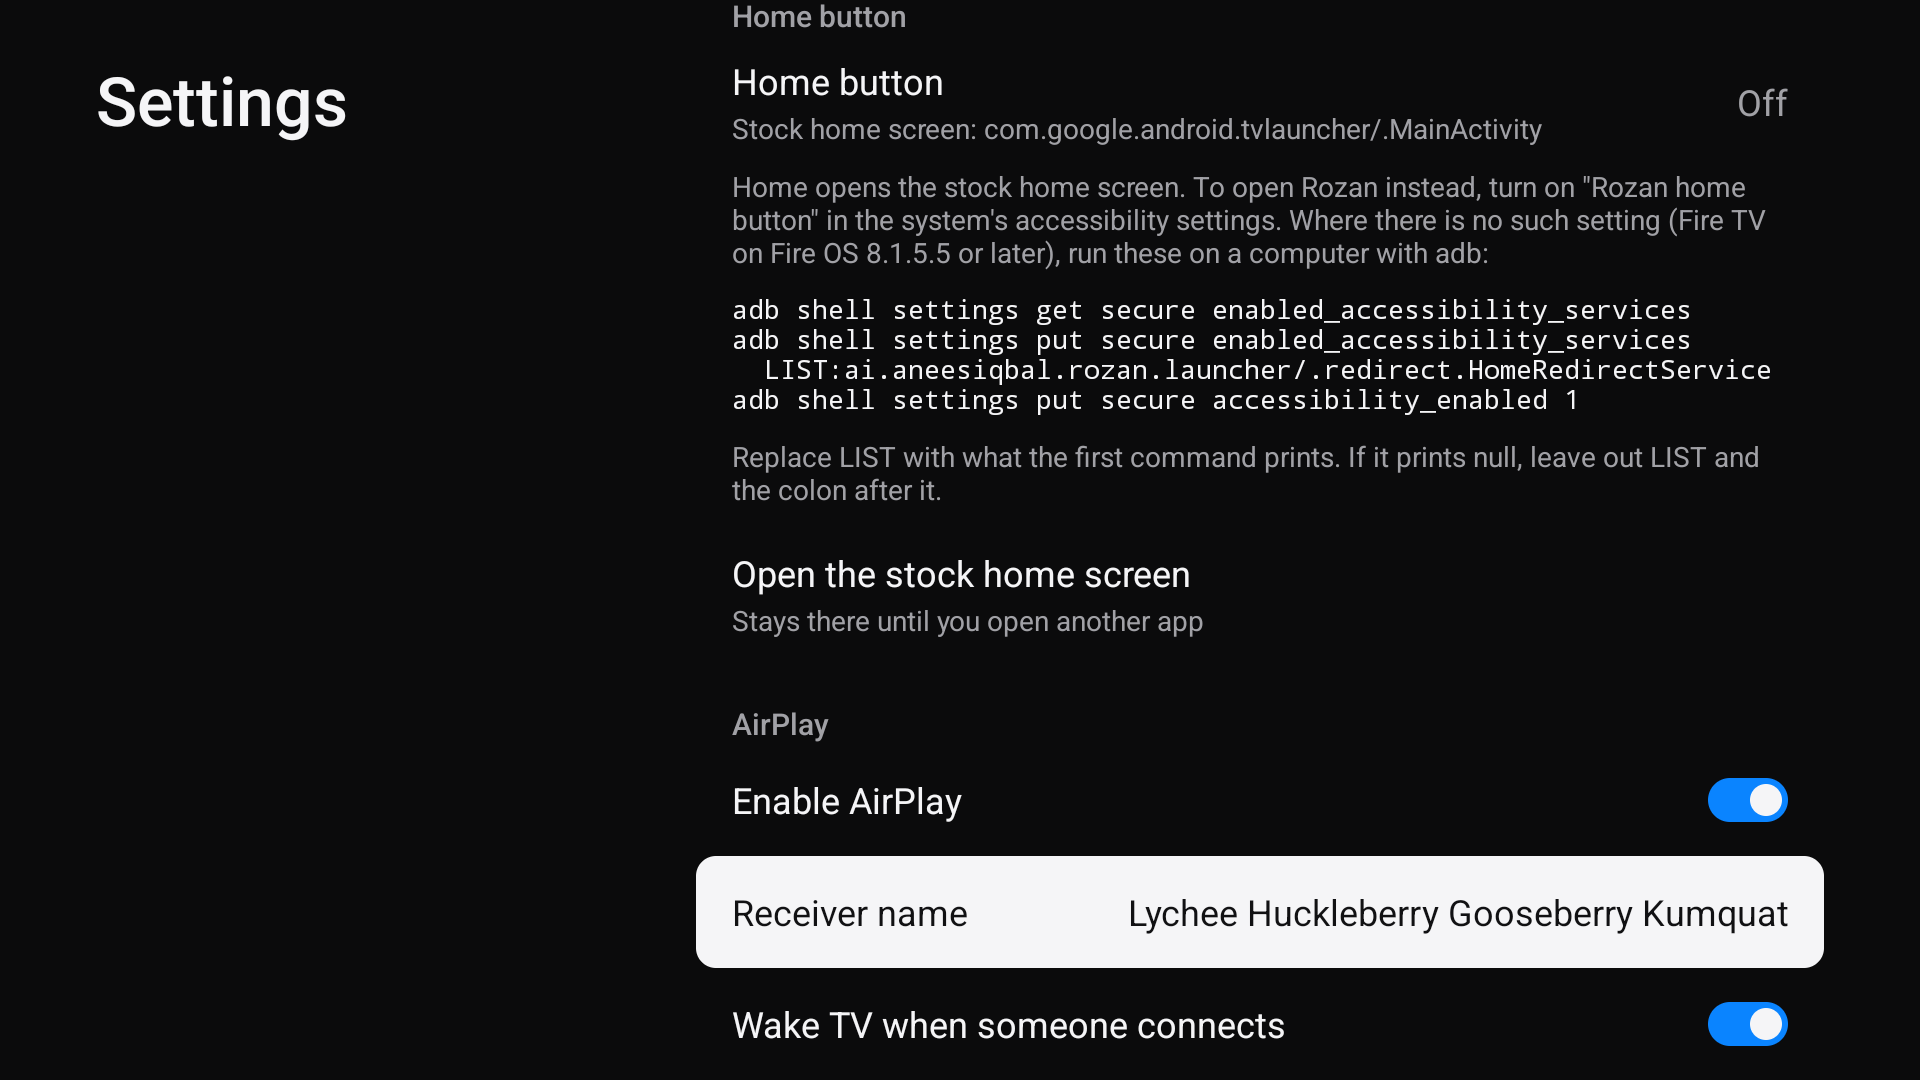 Settings
Home button
Home button
Stock home screen: com.google.android.tvlauncher/.MainActivity
Off
Home opens the stock home screen. To open Rozan instead, turn on "Rozan home
button" in the system's accessibility settings. Where there is no such setting (Fire TV
on Fire OS 8.1.5.5 or later), run these on a computer with adb:
adb shell settings get secure enabled_accessibility_services
adb shell settings put secure enabled_accessibility_services
  LIST:ai.aneesiqbal.rozan.launcher/.redirect.HomeRedirectService
adb shell settings put secure accessibility_enabled 1
Replace LIST with what the first command prints. If it prints null, leave out LIST and
the colon after it.
Open the stock home screen
Stays there until you open another app
AirPlay
Enable AirPlay
Receiver name Lychee Huckleberry Gooseberry Kumquat
Wake TV when someone connects